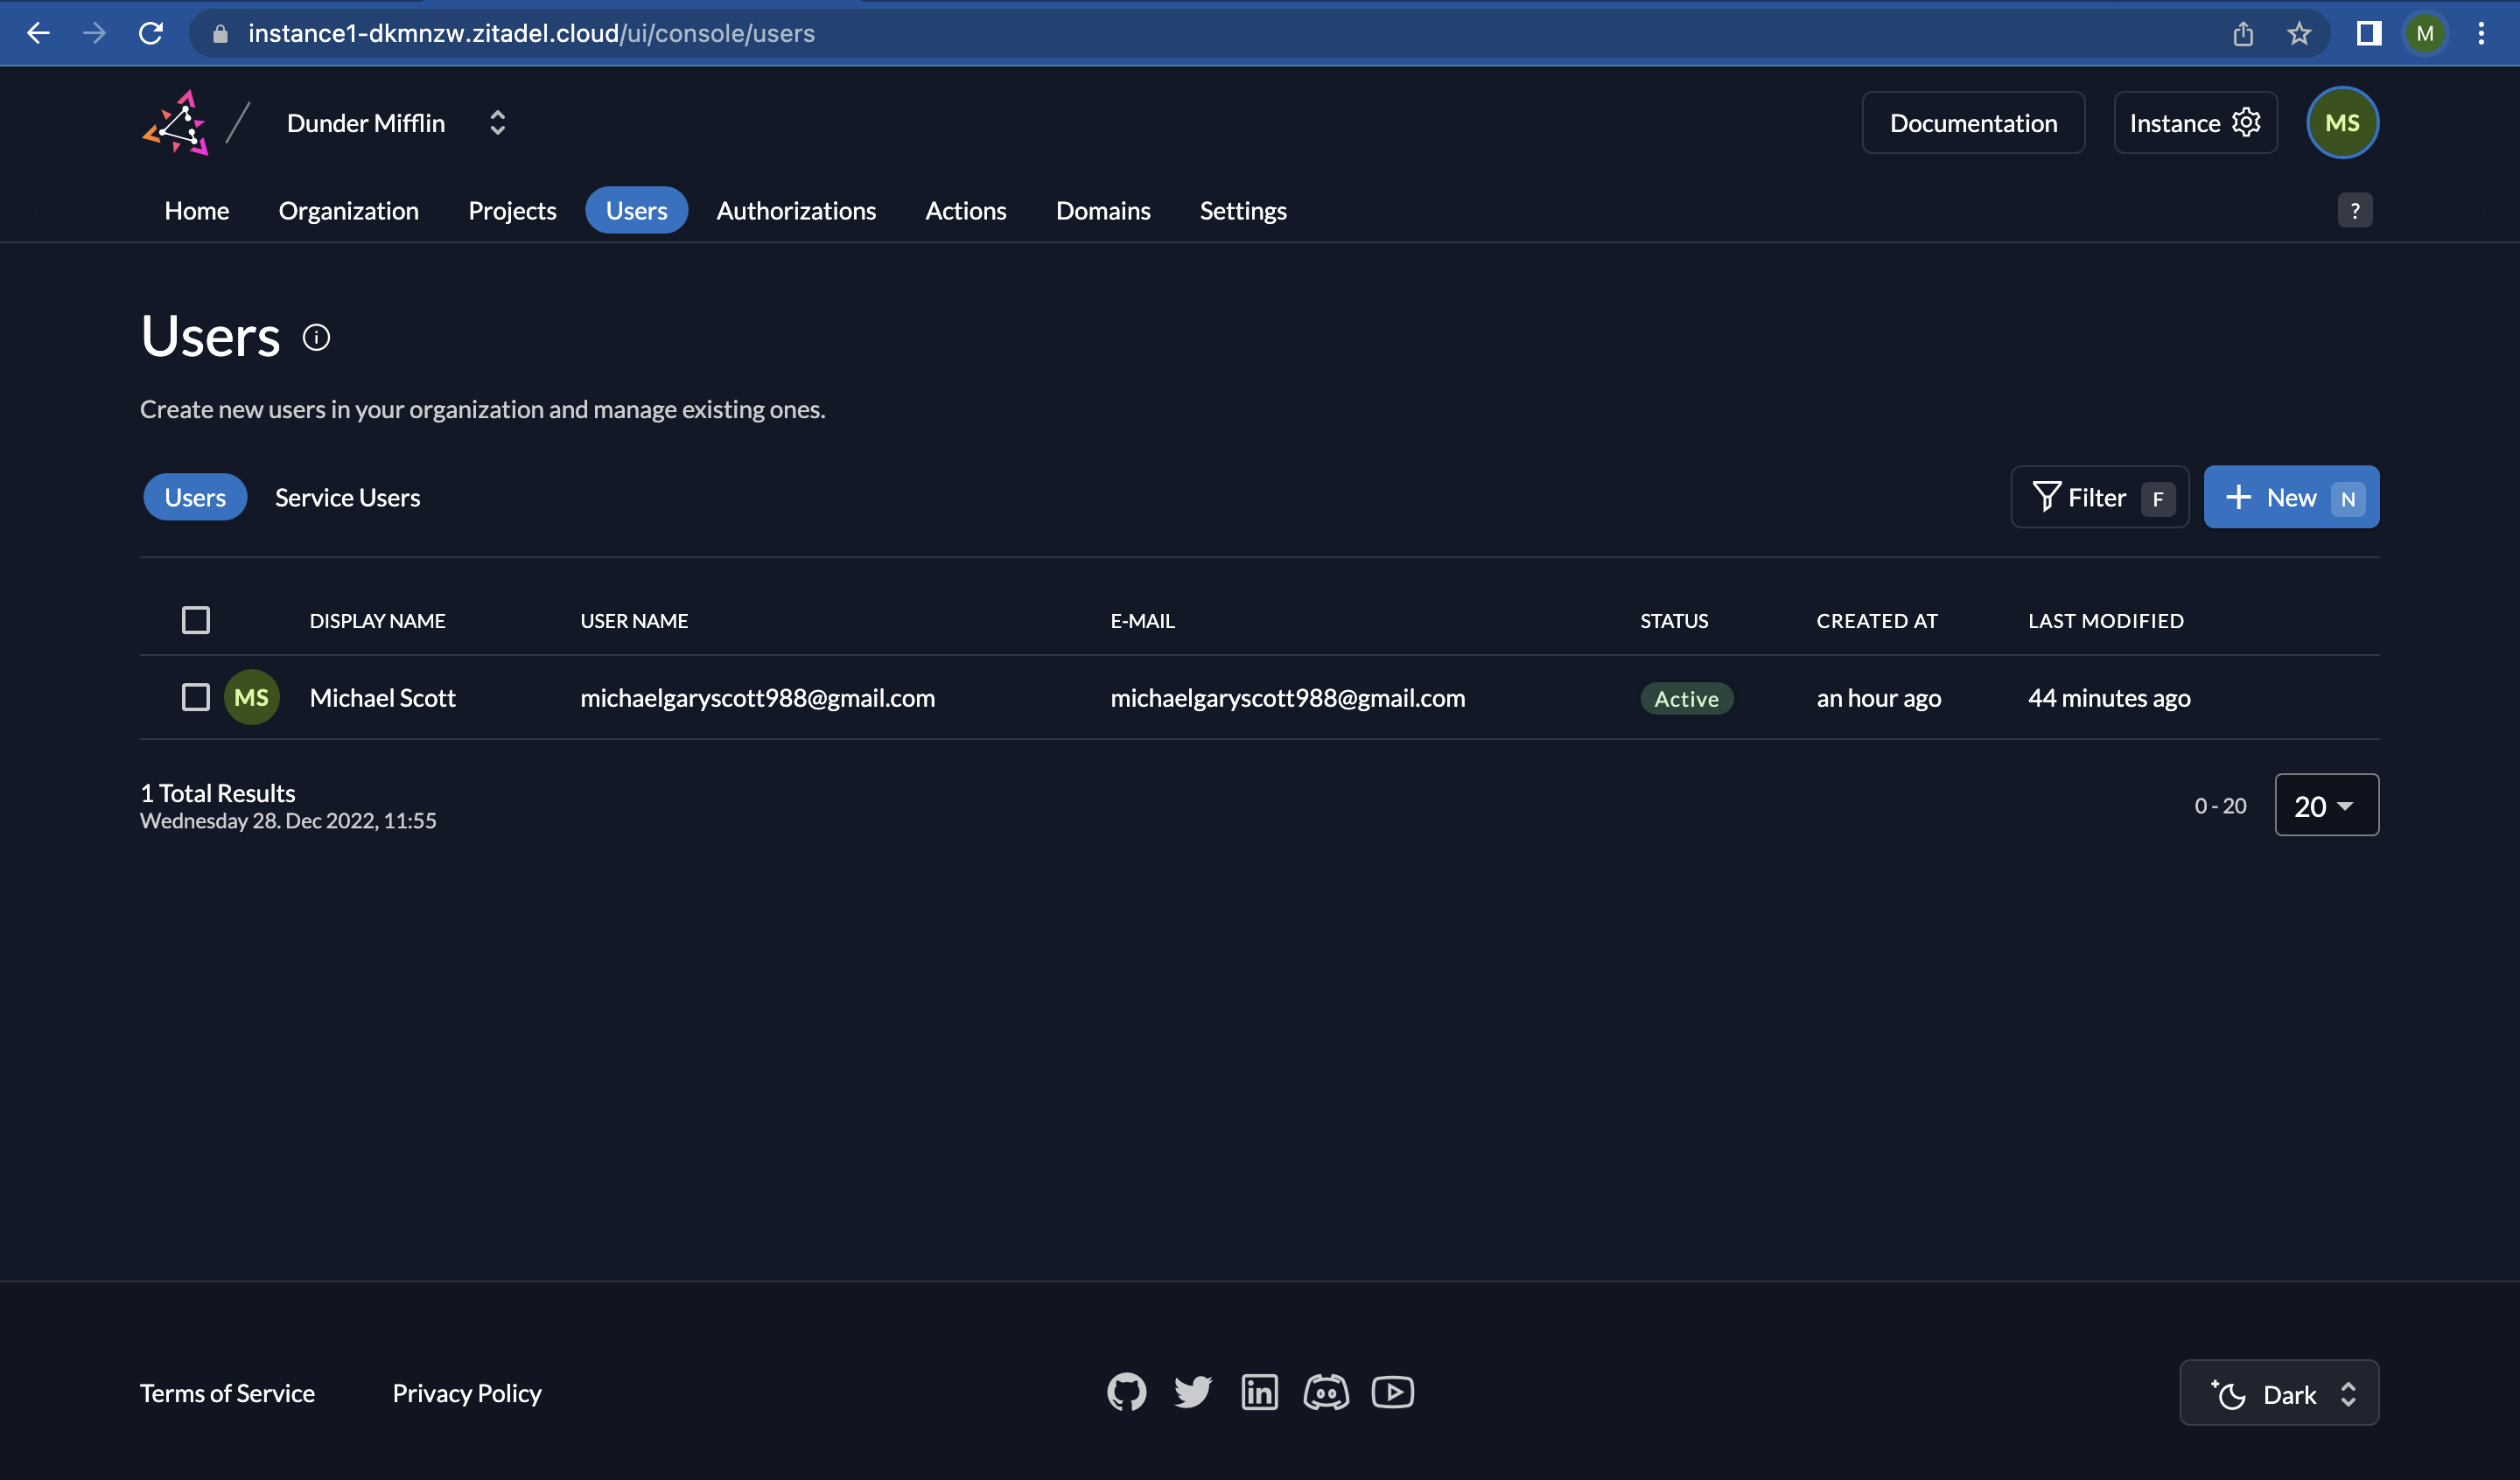 instance1-dkmnzw.zitadel.cloud/ui/console/users
M
Dunder Mifflin
Documentation
Instance
MS
Home
Organization
Projects
Users
Authorizations
Actions
Domains
Settings
?
Users
Create new users in your organization and manage existing ones.
Users
Service Users
Filter F
New N
DISPLAY NAME
USER NAME
E-MAIL
STATUS
CREATED AT
LAST MODIFIED
MS
Michael Scott
michaelgaryscott988@gmail.com
michaelgaryscott988@gmail.com
Active
an hour ago
44 minutes ago
1 Total Results
Wednesday 28. Dec 2022, 11:55
0 - 20
20
Terms of Service
Privacy Policy
in
Dark